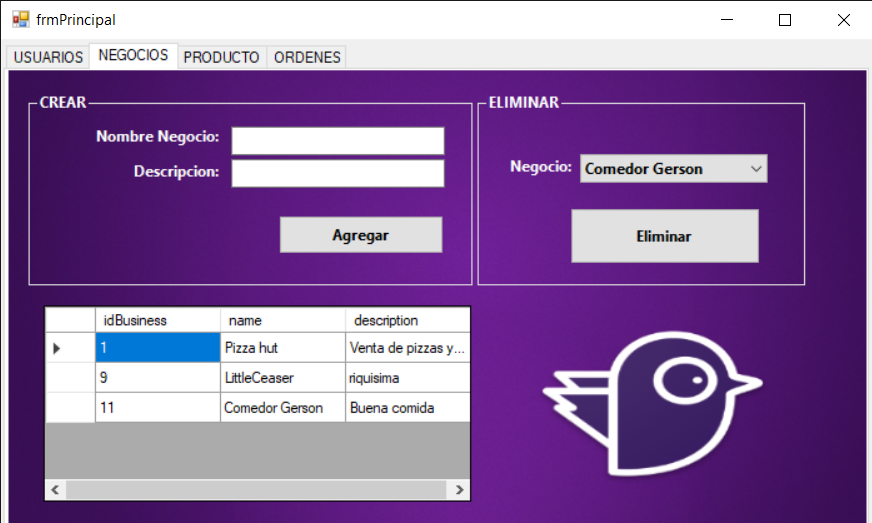 frmPrincipal
USUARIOS NEGOCIOS PRODUCTO ORDENES
CREAR
Nombre Negocio:
Descripcion:
Agregar
ELIMINAR
Negocio: Comedor Gerson
Eliminar
idBusiness name description
1 Pizza hut Venta de pizzas y...
9 LittleCeaser riquisima
11 Comedor Gerson Buena comida